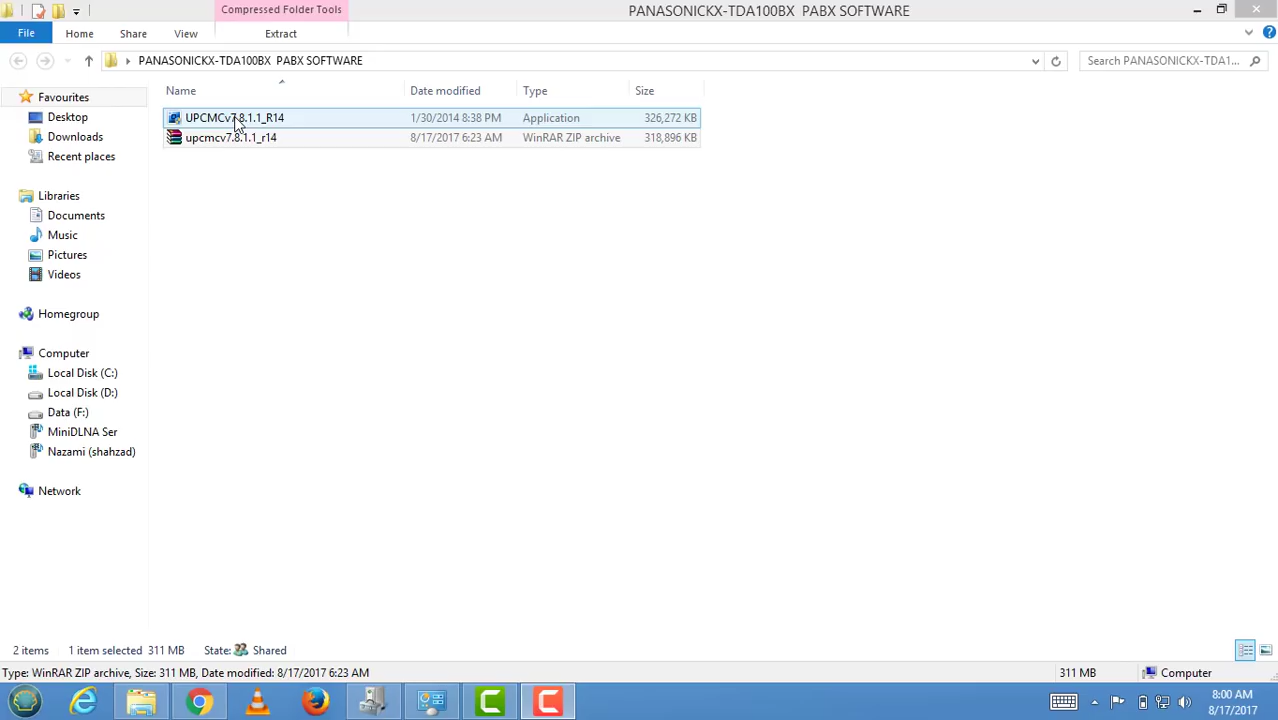 Compressed Folder Tools
PANASONICKX-TDA100BX PABX SOFTWARE
File Home Share View Extract
PANASONICKX-TDA100BX PABX SOFTWARE
Search PANASONICKX-TDA1...
Name Date modified Type Size
UPCMCv7.8.1.1_R14 1/30/2014 8:38 PM Application 326,272 KB
upcmcv7.8.1.1_r14 8/17/2017 6:23 AM WinRAR ZIP archive 318,896 KB
Favourites
Desktop
Downloads
Recent places
Libraries
Documents
Music
Pictures
Videos
Homegroup
Computer
Local Disk (C:)
Local Disk (D:)
Data (F:)
MiniDLNA Ser
Nazami (shahzad)
Network
2 items 1 item selected 311 MB State: Shared
Type: WinRAR ZIP archive, Size: 311 MB, Date modified: 8/17/2017 6:23 AM 311 MB Computer
8:00 AM
8/17/2017